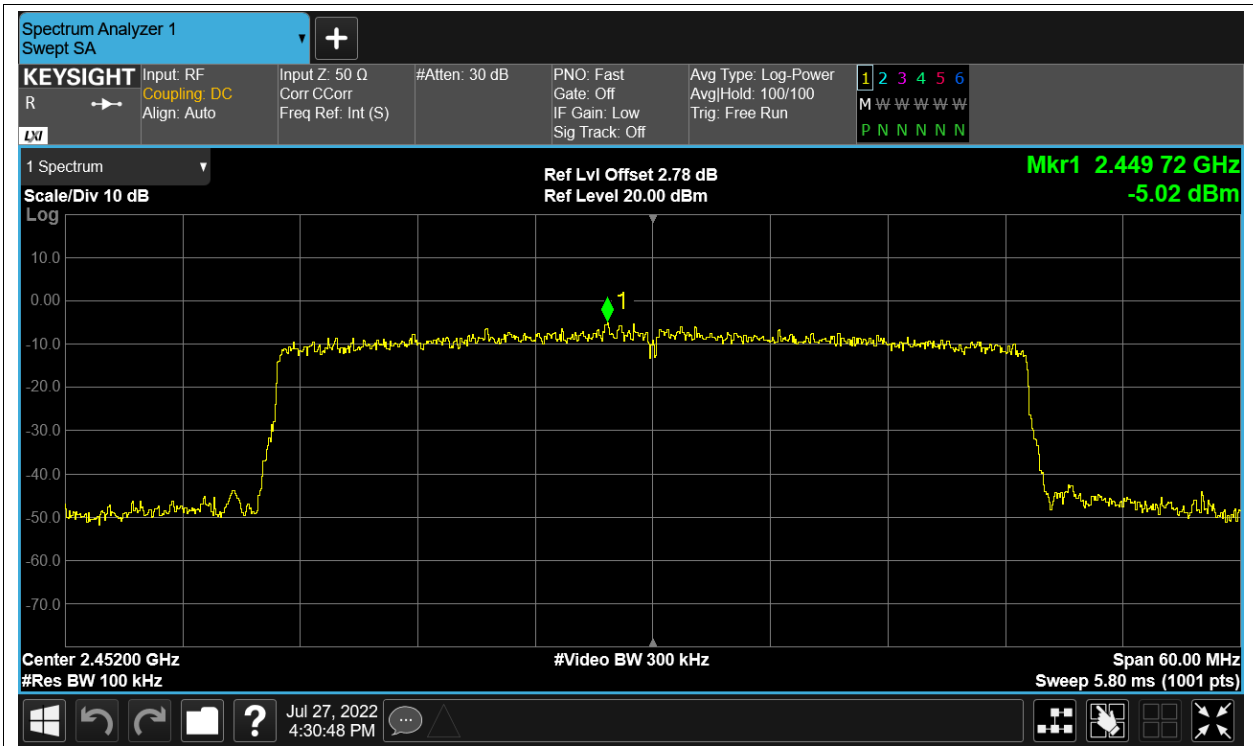 Spectrum Analyzer 1
Swept SA
KEYSIGHT
R
LXI
Input: RF
Coupling: DC
Align: Auto
Input Z: 50 Ω
Corr CCorr
Freq Ref: Int (S)
#Atten: 30 dB
PNO: Fast
Gate: Off
IF Gain: Low
Sig Track: Off
Avg Type: Log-Power
Avg|Hold: 100/100
Trig: Free Run
1 2 3 4 5 6
M W W W W W
P N N N N N
1 Spectrum
Scale/Div 10 dB
Log
Ref Lvl Offset 2.78 dB
Ref Level 20.00 dBm
Mkr1 2.449 72 GHz
-5.02 dBm
10.0
0.00
1
-10.0
-20.0
-30.0
-40.0
-50.0
-60.0
-70.0
Center 2.45200 GHz
#Video BW 300 kHz
Span 60.00 MHz
#Res BW 100 kHz
Sweep 5.80 ms (1001 pts)
?
Jul 27, 2022
4:30:48 PM